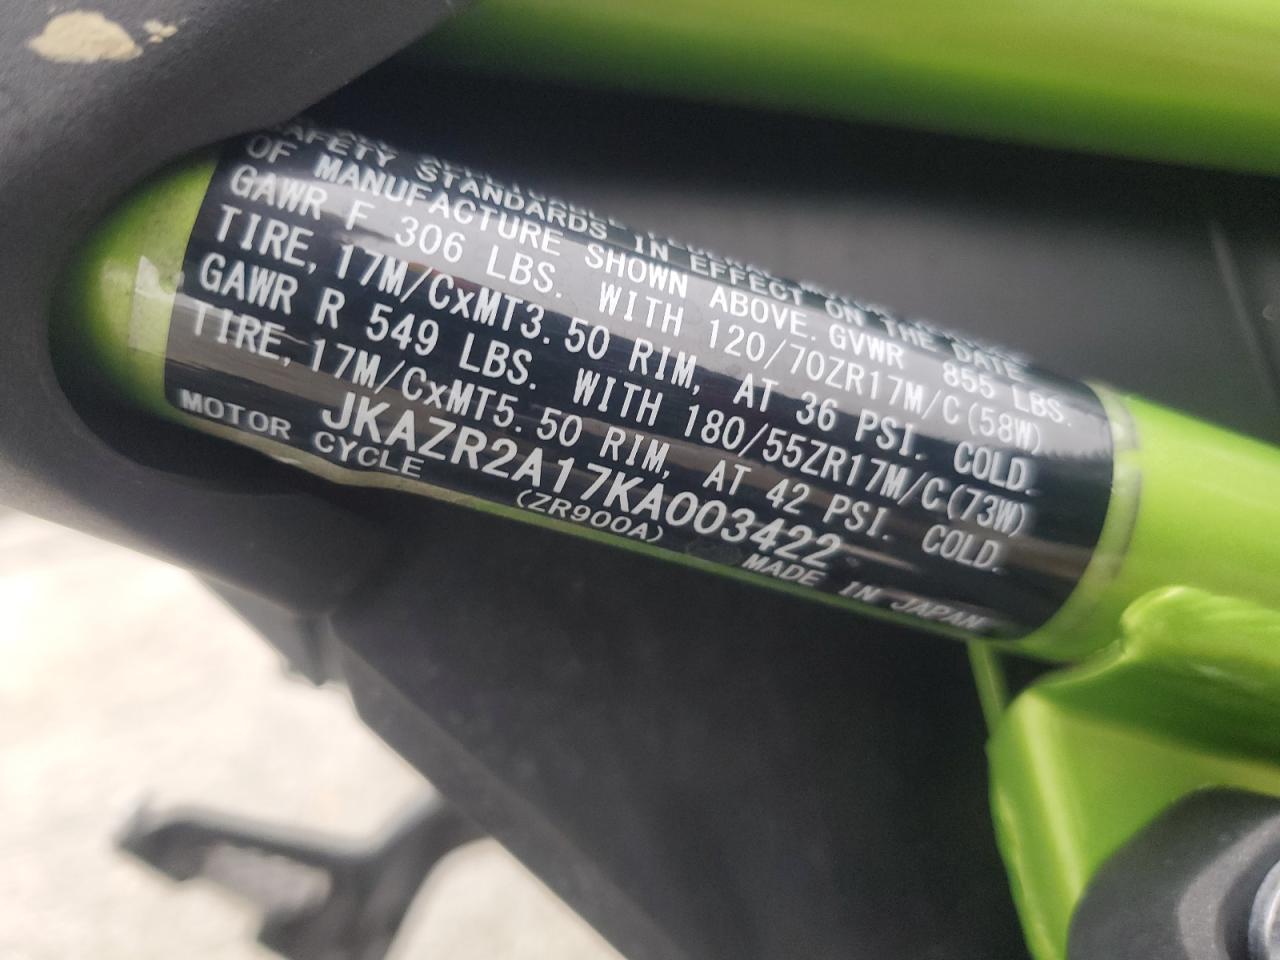 SAFETY STANDARDS IN EFFECT ON THE DATE
OF MANUFACTURE SHOWN ABOVE. GVWR 855 LBS.
GAWR F 306 LBS. WITH 120/70ZR17M/C(58W)
TIRE, 17M/CxMT3.50 RIM, AT 36 PSI. COLD.
GAWR R 549 LBS. WITH 180/55ZR17M/C(73W)
TIRE, 17M/CxMT5.50 RIM, AT 42 PSI. COLD.
JKAZR2A17KA003422
MOTOR CYCLE (ZR900A) MADE IN JAPAN